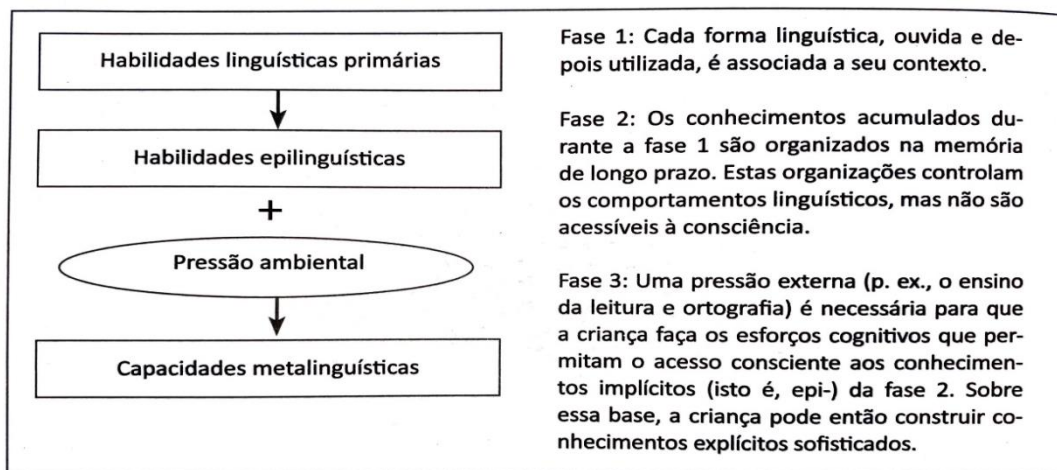 Habilidades linguísticas primárias
Habilidades epilinguísticas
+
Pressão ambiental
Capacidades metalinguísticas
Fase 1: Cada forma linguística, ouvida e de-
pois utilizada, é associada a seu contexto.
Fase 2: Os conhecimentos acumulados du-
rante a fase 1 são organizados na memória
de longo prazo. Estas organizações controlam
os comportamentos linguísticos, mas não são
acessíveis à consciência.
Fase 3: Uma pressão externa (p. ex., o ensino
da leitura e ortografia) é necessária para que
a criança faça os esforços cognitivos que per-
mitam o acesso consciente aos conhecimen-
tos implícitos (isto é, epi-) da fase 2. Sobre
essa base, a criança pode então construir co-
nhecimentos explícitos sofisticados.